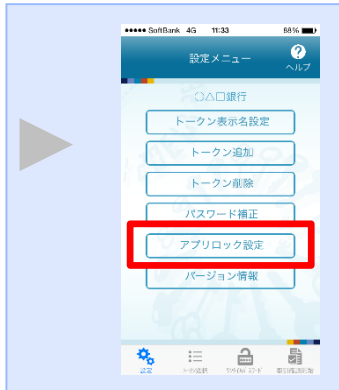 ●●●●● SoftBank 4G 11:33 88%
設定メニュー
?
ヘルプ
○△□銀行
トークン表示名設定
トークン追加
トークン削除
パスワード補正
アプリロック設定
バージョン情報
設定